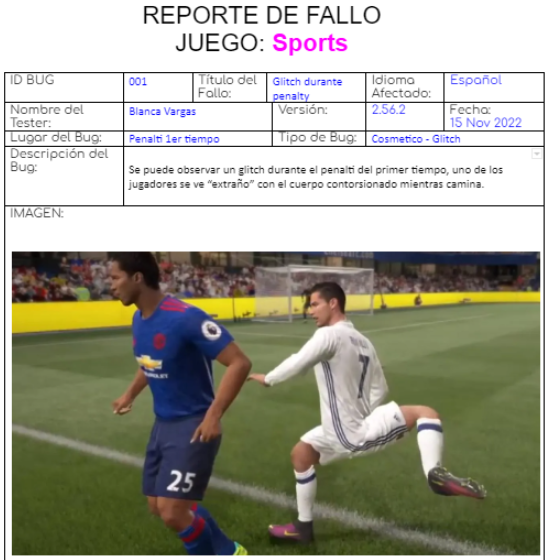 REPORTE DE FALLO
JUEGO: Sports
ID BUG
001
Título del
Fallo:
Glitch durante
penalty
Idioma
Afectado:
Español
Nombre del
Tester:
Blanca Vargas
Versión:
2.56.2
Fecha:
15 Nov 2022
Lugar del Bug:
Penalti 1er tiempo
Tipo de Bug:
Cosmetico - Glitch
Descripción del
Bug:
Se puede observar un glitch durante el penalti del primer tiempo, uno de los
jugadores se ve “extraño” con el cuerpo contorsionado mientras camina.
IMAGEN:
7
25